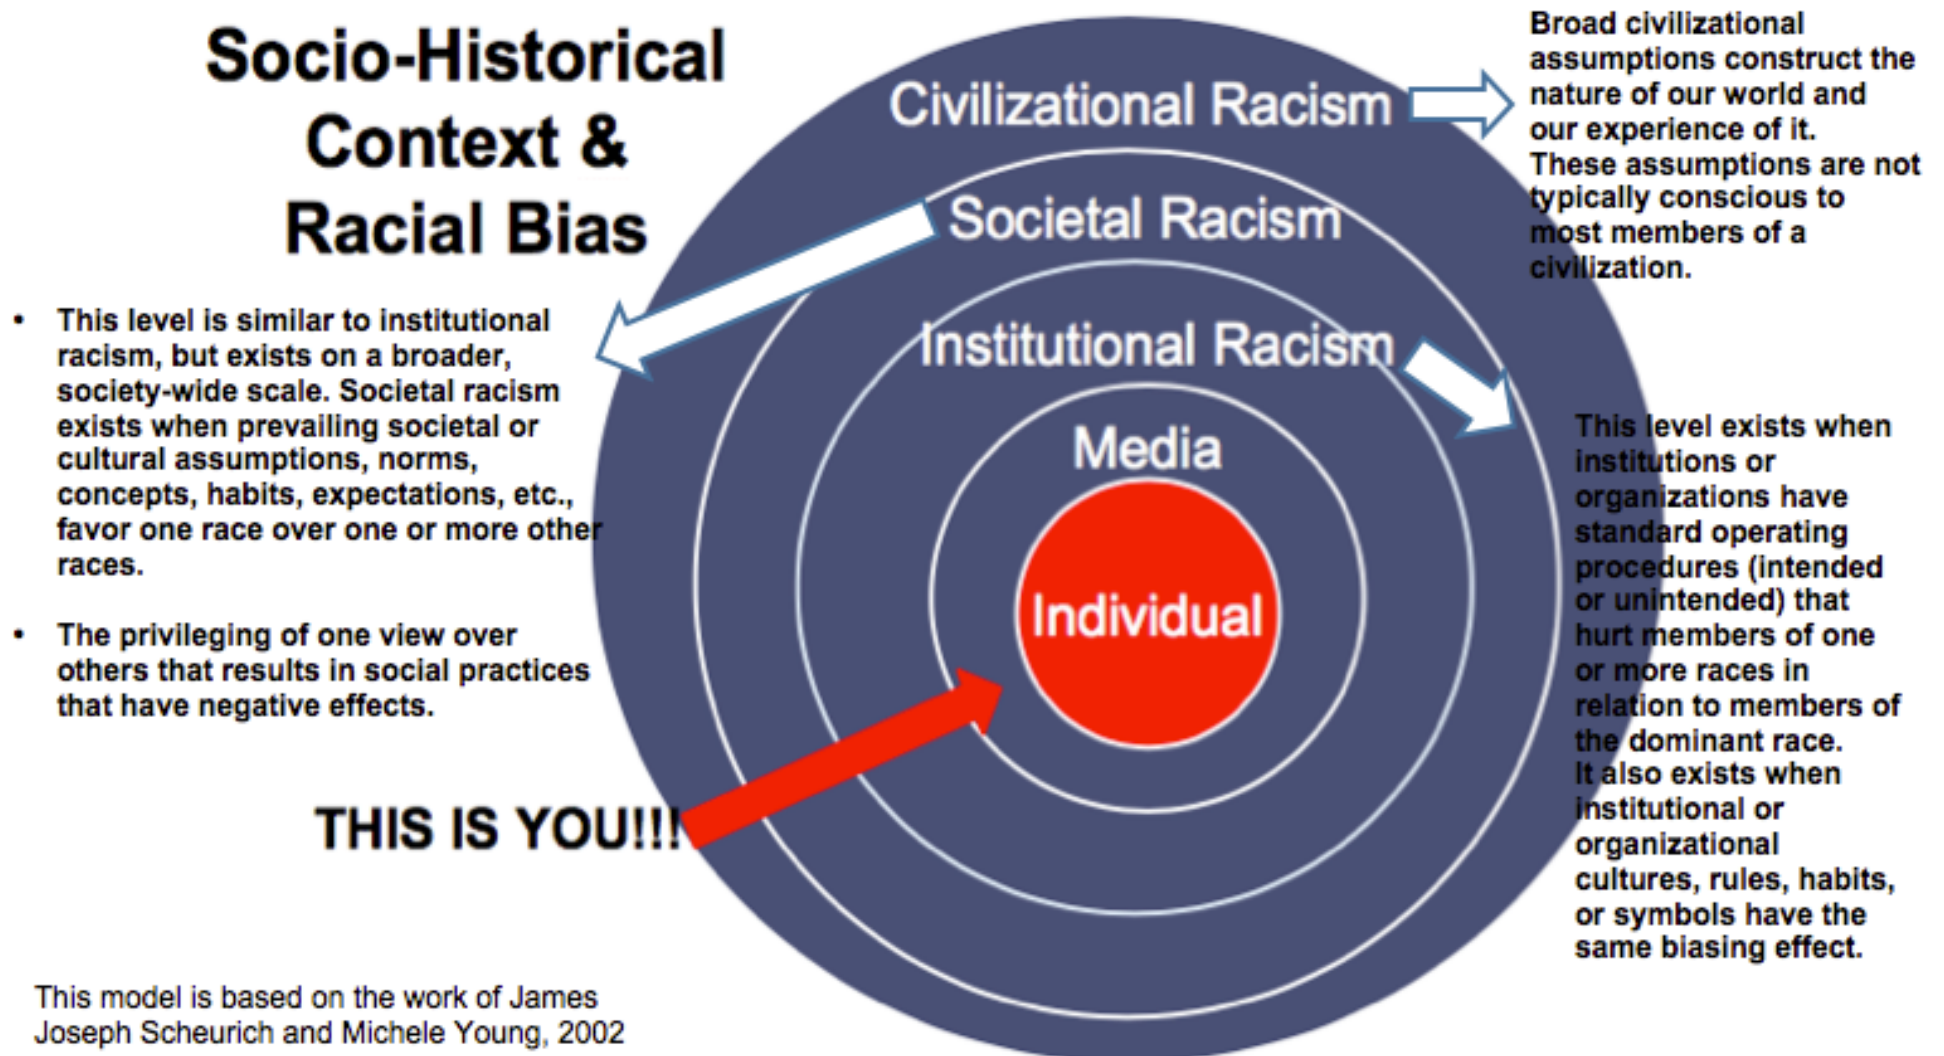 Socio-Historical
Context &
Racial Bias
• This level is similar to institutional
racism, but exists on a broader,
society-wide scale. Societal racism
exists when prevailing societal or
cultural assumptions, norms,
concepts, habits, expectations, etc.,
favor one race over one or more other
races.
• The privileging of one view over
others that results in social practices
that have negative effects.
THIS IS YOU!!!
This model is based on the work of James
Joseph Scheurich and Michele Young, 2002
Civilizational Racism
Societal Racism
Institutional Racism
Media
Individual
Broad civilizational
assumptions construct the
nature of our world and
our experience of it.
These assumptions are not
typically conscious to
most members of a
civilization.
This level exists when
institutions or
organizations have
standard operating
procedures (intended
or unintended) that
hurt members of one
or more races in
relation to members of
the dominant race.
It also exists when
institutional or
organizational
cultures, rules, habits,
or symbols have the
same biasing effect.